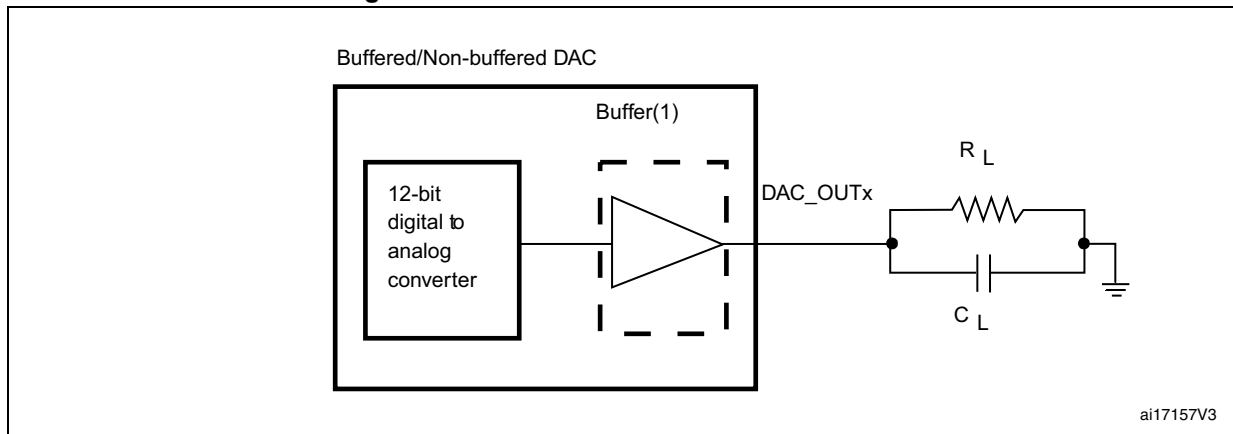 Buffered/Non-buffered DAC
Buffer(1)
12-bit
digital to
analog
converter
DAC_OUTx
R L
C L
ai17157V3